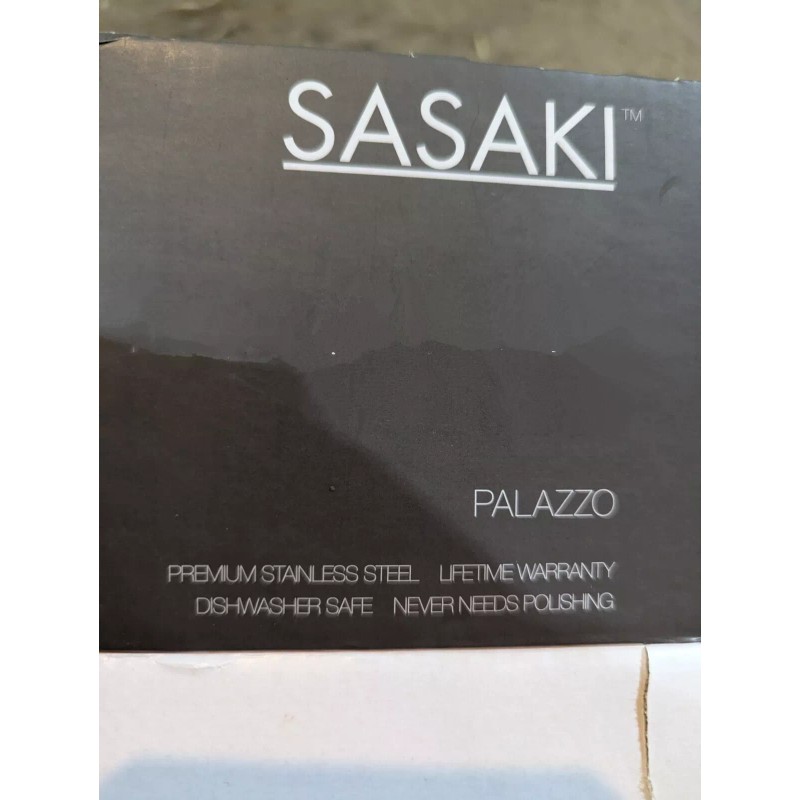 SASAKI™
PALAZZO
PREMIUM STAINLESS STEEL LIFETIME WARRANTY
DISHWASHER SAFE NEVER NEEDS POLISHING